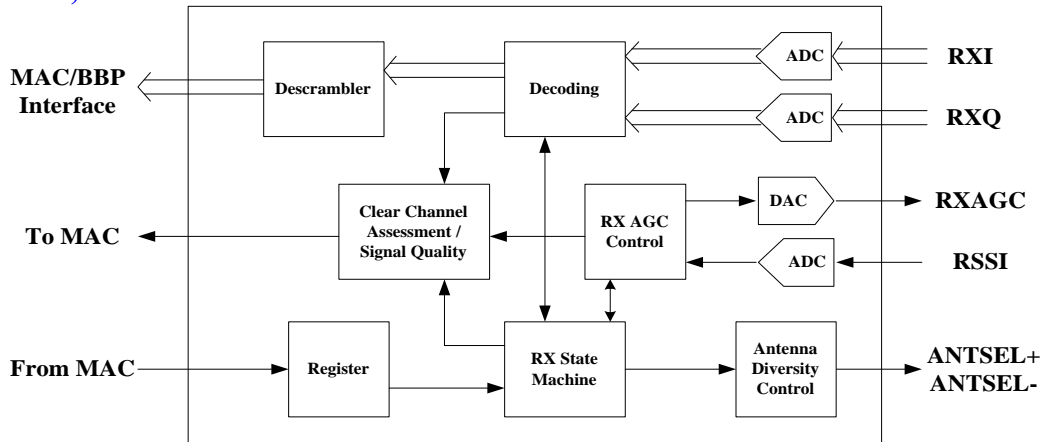 MAC/BBP
Interface
Descrambler
Decoding
ADC
RXI
ADC
RXQ
To MAC
Clear Channel
Assessment /
Signal Quality
RX AGC
Control
DAC
RXAGC
ADC
RSSI
From MAC
Register
RX State
Machine
Antenna
Diversity
Control
ANTSEL+
ANTSEL-